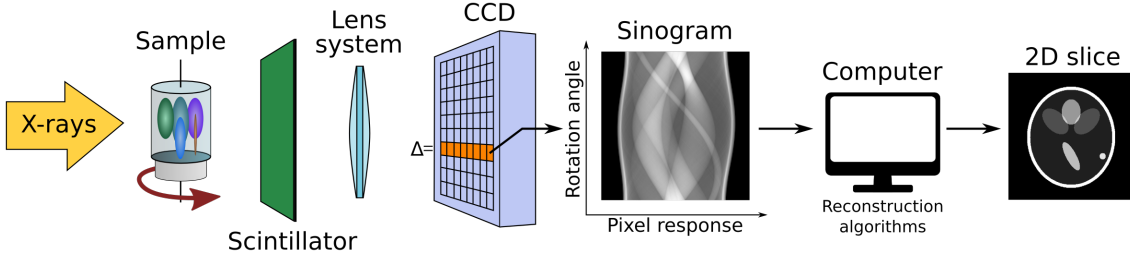 X-rays
Sample
Scintillator
Lens
system
CCD
Δ=
Sinogram
Rotation angle
Pixel response
Computer
Reconstruction
algorithms
2D slice